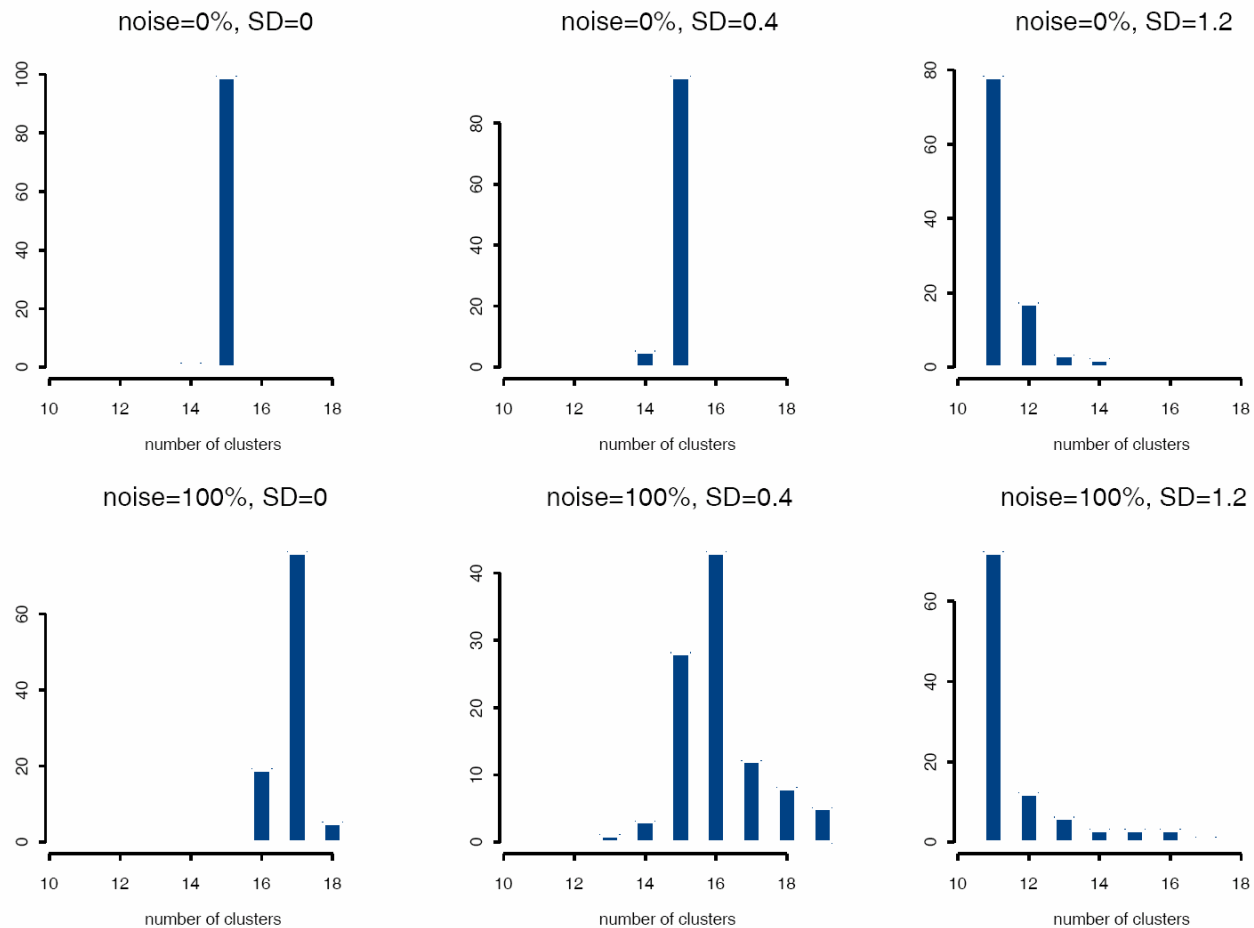 noise=0%, SD=0
noise=0%, SD=0.4
noise=0%, SD=1.2
100
80
60
40
20
0
10 12 14 16 18
number of clusters
80
60
40
20
0
10 12 14 16 18
number of clusters
80
60
40
20
0
10 12 14 16 18
number of clusters
noise=100%, SD=0
noise=100%, SD=0.4
noise=100%, SD=1.2
60
40
20
0
10 12 14 16 18
number of clusters
40
30
20
10
0
10 12 14 16 18
number of clusters
60
40
20
0
10 12 14 16 18
number of clusters